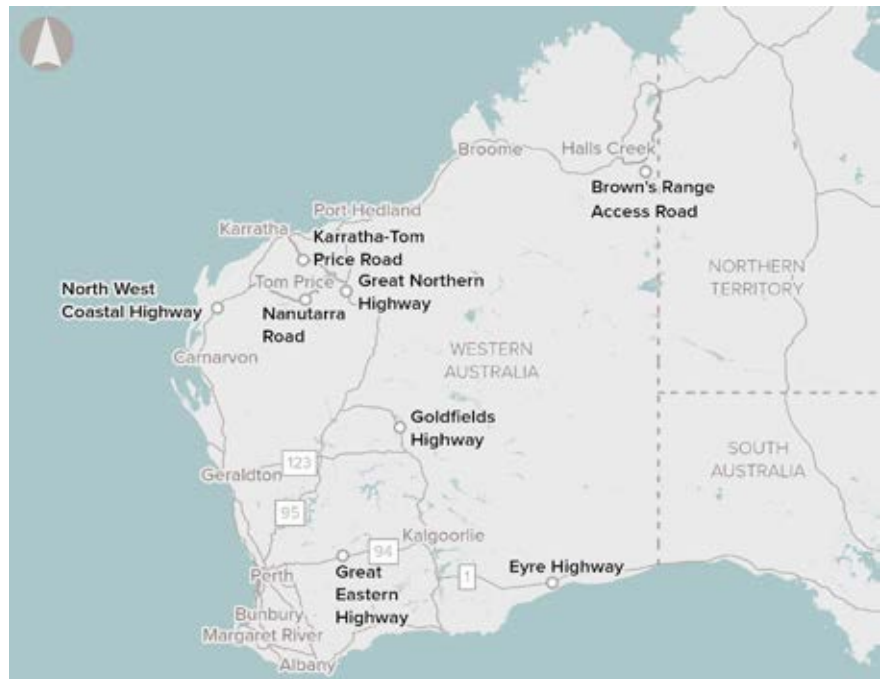 Broome
Halls Creek
Brown's Range
Access Road
Port Hedland
Karratha
Karratha-Tom
Price Road
Tom Price
Great Northern
Highway
North West
Coastal Highway
Nanutarra
Road
NORTHERN
TERRITORY
Carnarvon
WESTERN
AUSTRALIA
Goldfields
Highway
SOUTH
AUSTRALIA
123
Geraldton
95
Kalgoorlie
94
Perth
Great
Eastern
Highway
1
Eyre Highway
Bunbury
Margaret River
Albany